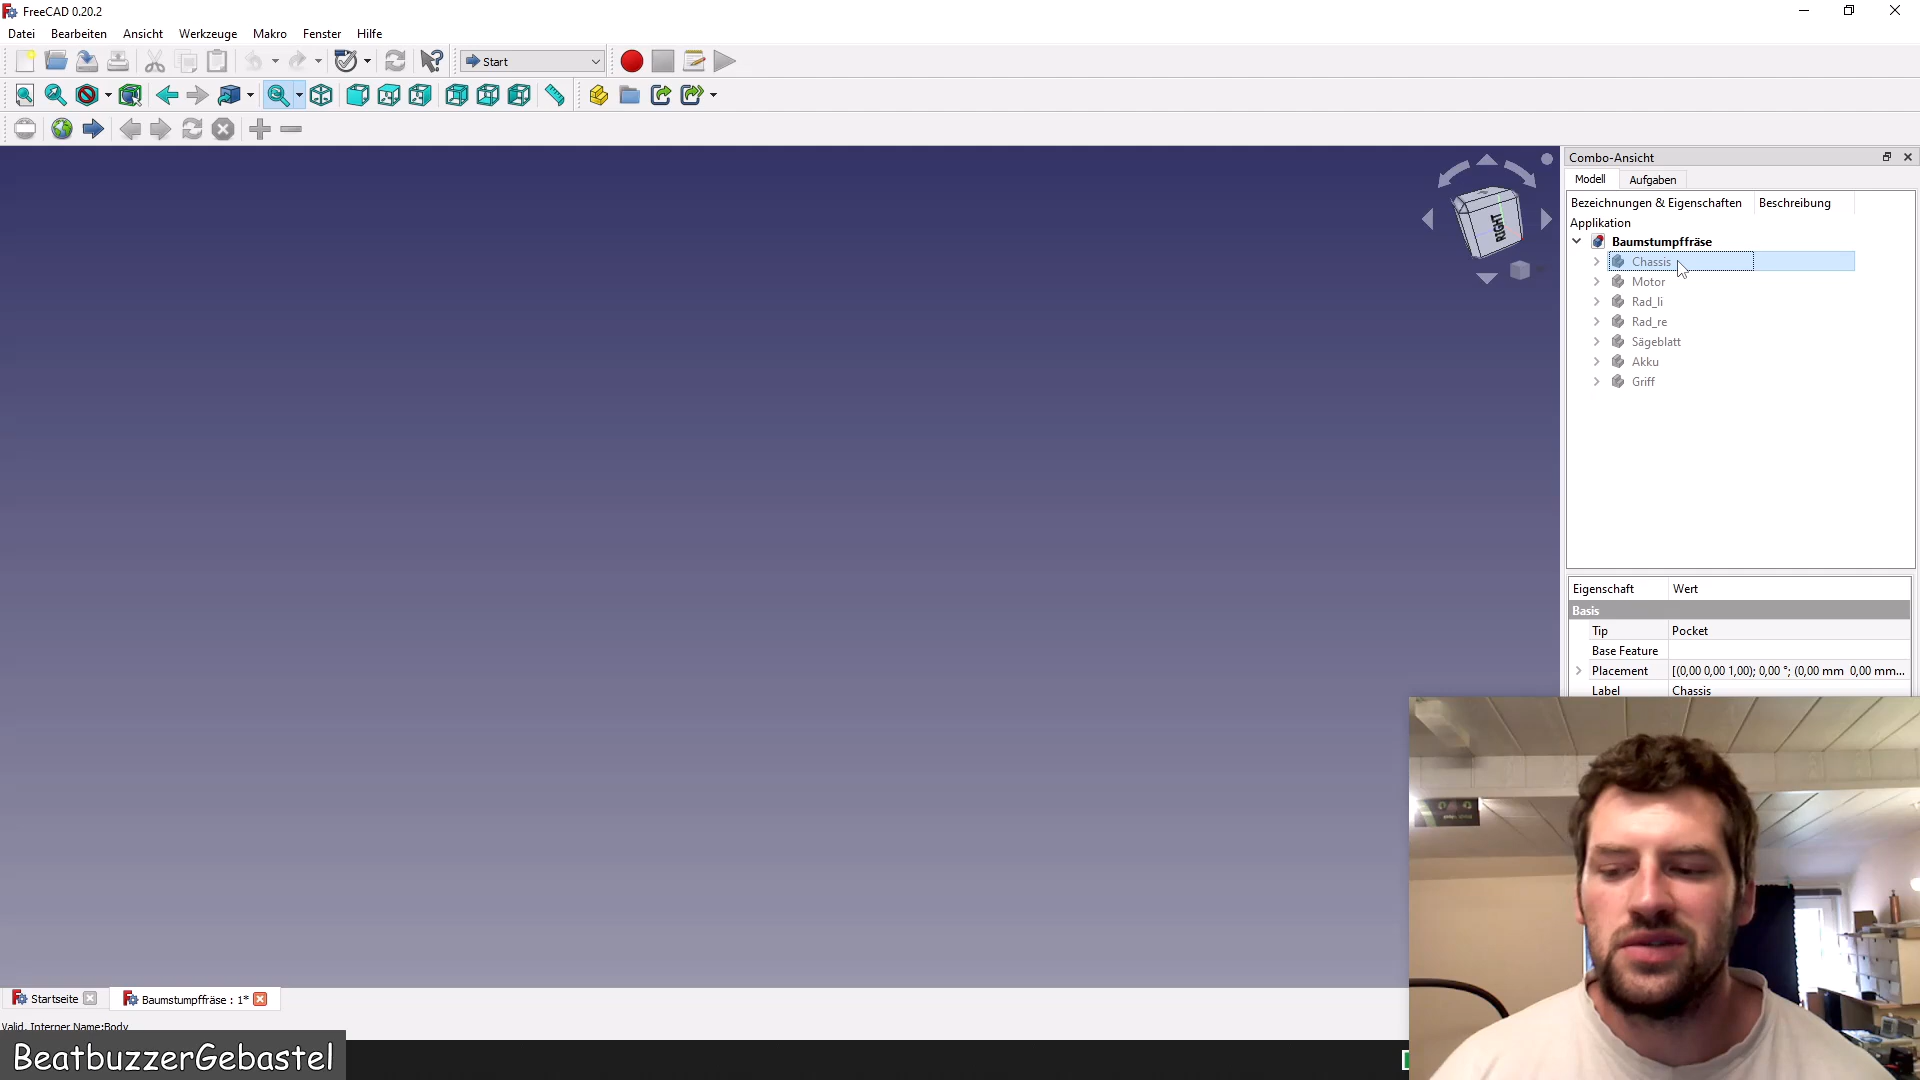 FreeCAD 0.20.2
Datei Bearbeiten Ansicht Werkzeuge Makro Fenster Hilfe
Start
Combo-Ansicht
Modell Aufgaben
Bezeichnungen & Eigenschaften Beschreibung
Applikation
Baumstumpffräse
Chassis
Motor
Rad_li
Rad_re
Sägeblatt
Akku
Griff
RIGHT
Eigenschaft Wert
Basis
Tip Pocket
Base Feature
Placement [(0,00 0,00 1,00); 0,00 °; (0,00 mm 0,00 mm...
Label Chassis
Startseite Baumstumpffräse : 1*
Valid, Interner Name:Body
BeatbuzzerGebastel